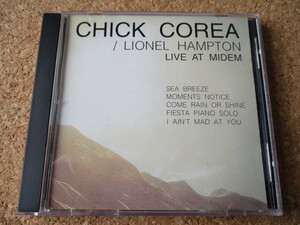 CHICK COREA
/ LIONEL HAMPTON
LIVE AT MIDEM
SEA BREEZE
MOMENTS NOTICE
COME RAIN OR SHINE
FIESTA PIANO SOLO
I AIN'T MAD AT YOU